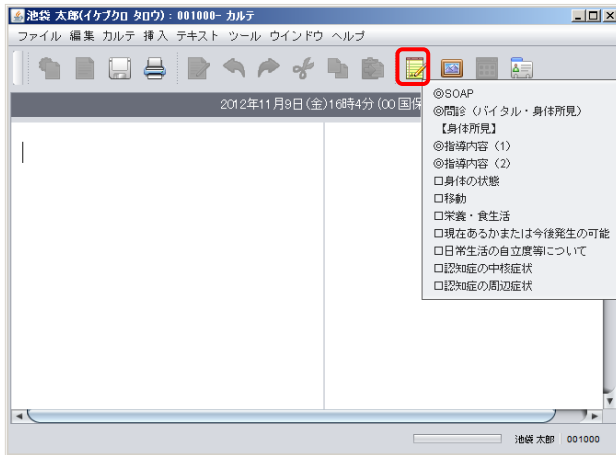 池袋 太郎(イケブクロ タロウ) : 001000- カルテ
ファイル 編集 カルテ 挿入 テキスト ツール ウインドウ ヘルプ
2012年11月9日(金)16時4分(00 国保
◎SOAP
◎問診（バイタル・身体所見）
【身体所見】
◎指導内容（1）
◎指導内容（2）
□身体の状態
□移動
□栄養・食生活
□現在あるかまたは今後発生の可能
□日常生活の自立度等について
□認知症の中核症状
□認知症の周辺症状
池袋 太郎 001000